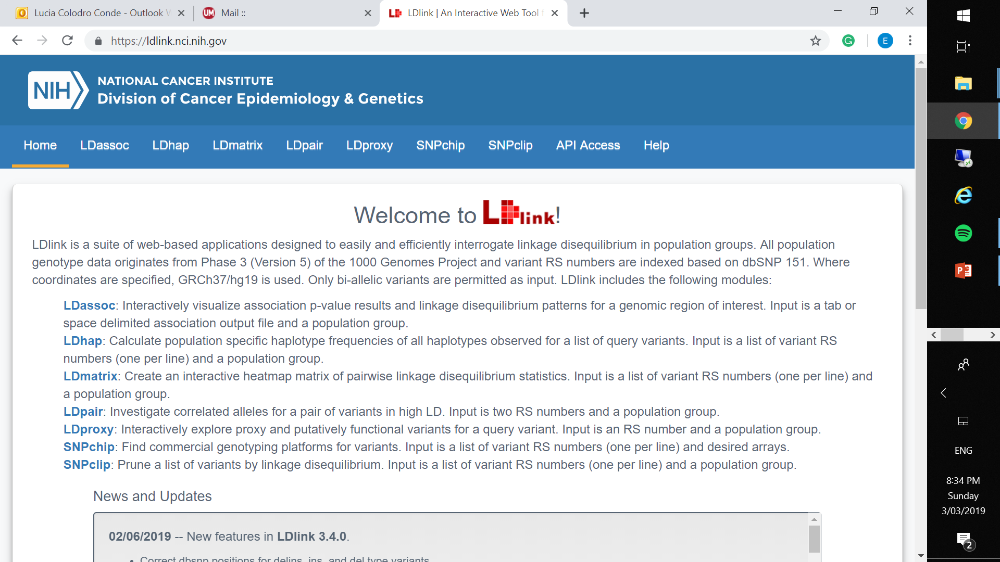 Lucia Colodro Conde - Outlook W
Mail ::
LDlink | An Interactive Web Tool f
https://ldlink.nci.nih.gov
E
NIH
NATIONAL CANCER INSTITUTE
Division of Cancer Epidemiology & Genetics
Home LDassoc LDhap LDmatrix LDpair LDproxy SNPchip SNPclip API Access Help
Welcome to LDlink!
LDlink is a suite of web-based applications designed to easily and efficiently interrogate linkage disequilibrium in population groups. All population
genotype data originates from Phase 3 (Version 5) of the 1000 Genomes Project and variant RS numbers are indexed based on dbSNP 151. Where
coordinates are specified, GRCh37/hg19 is used. Only bi-allelic variants are permitted as input. LDlink includes the following modules:
LDassoc: Interactively visualize association p-value results and linkage disequilibrium patterns for a genomic region of interest. Input is a tab or
space delimited association output file and a population group.
LDhap: Calculate population specific haplotype frequencies of all haplotypes observed for a list of query variants. Input is a list of variant RS
numbers (one per line) and a population group.
LDmatrix: Create an interactive heatmap matrix of pairwise linkage disequilibrium statistics. Input is a list of variant RS numbers (one per line) and
a population group.
LDpair: Investigate correlated alleles for a pair of variants in high LD. Input is two RS numbers and a population group.
LDproxy: Interactively explore proxy and putatively functional variants for a query variant. Input is an RS number and a population group.
SNPchip: Find commercial genotyping platforms for variants. Input is a list of variant RS numbers (one per line) and desired arrays.
SNPclip: Prune a list of variants by linkage disequilibrium. Input is a list of variant RS numbers (one per line) and a population group.
News and Updates
02/06/2019 -- New features in LDlink 3.4.0.
• Correct dbsnp positions for delins, ins, and del type variants
ENG
8:34 PM
Sunday
3/03/2019
2